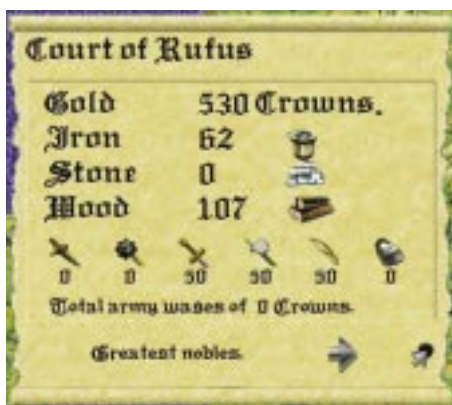 Court of Rufus
Gold 530 Crowns.
Iron 62
Stone 0
Wood 107
0 0 50 50 50 0
Total army wages of 0 Crowns.
Greatest nobles.